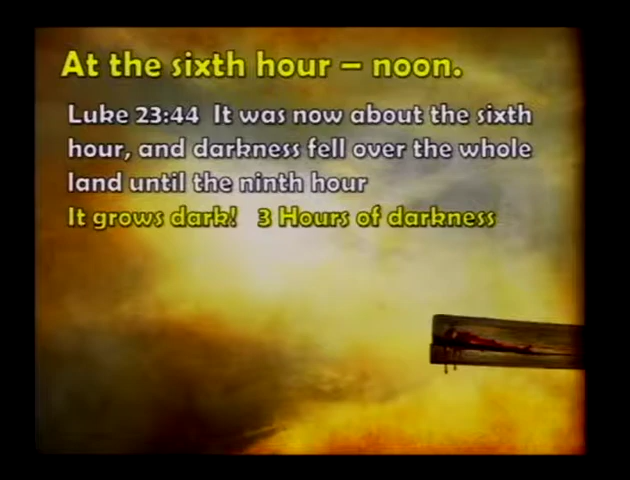 At the sixth hour – noon.
Luke 23:44 It was now about the sixth
hour, and darkness fell over the whole
land until the ninth hour
It grows dark! 3 Hours of darkness